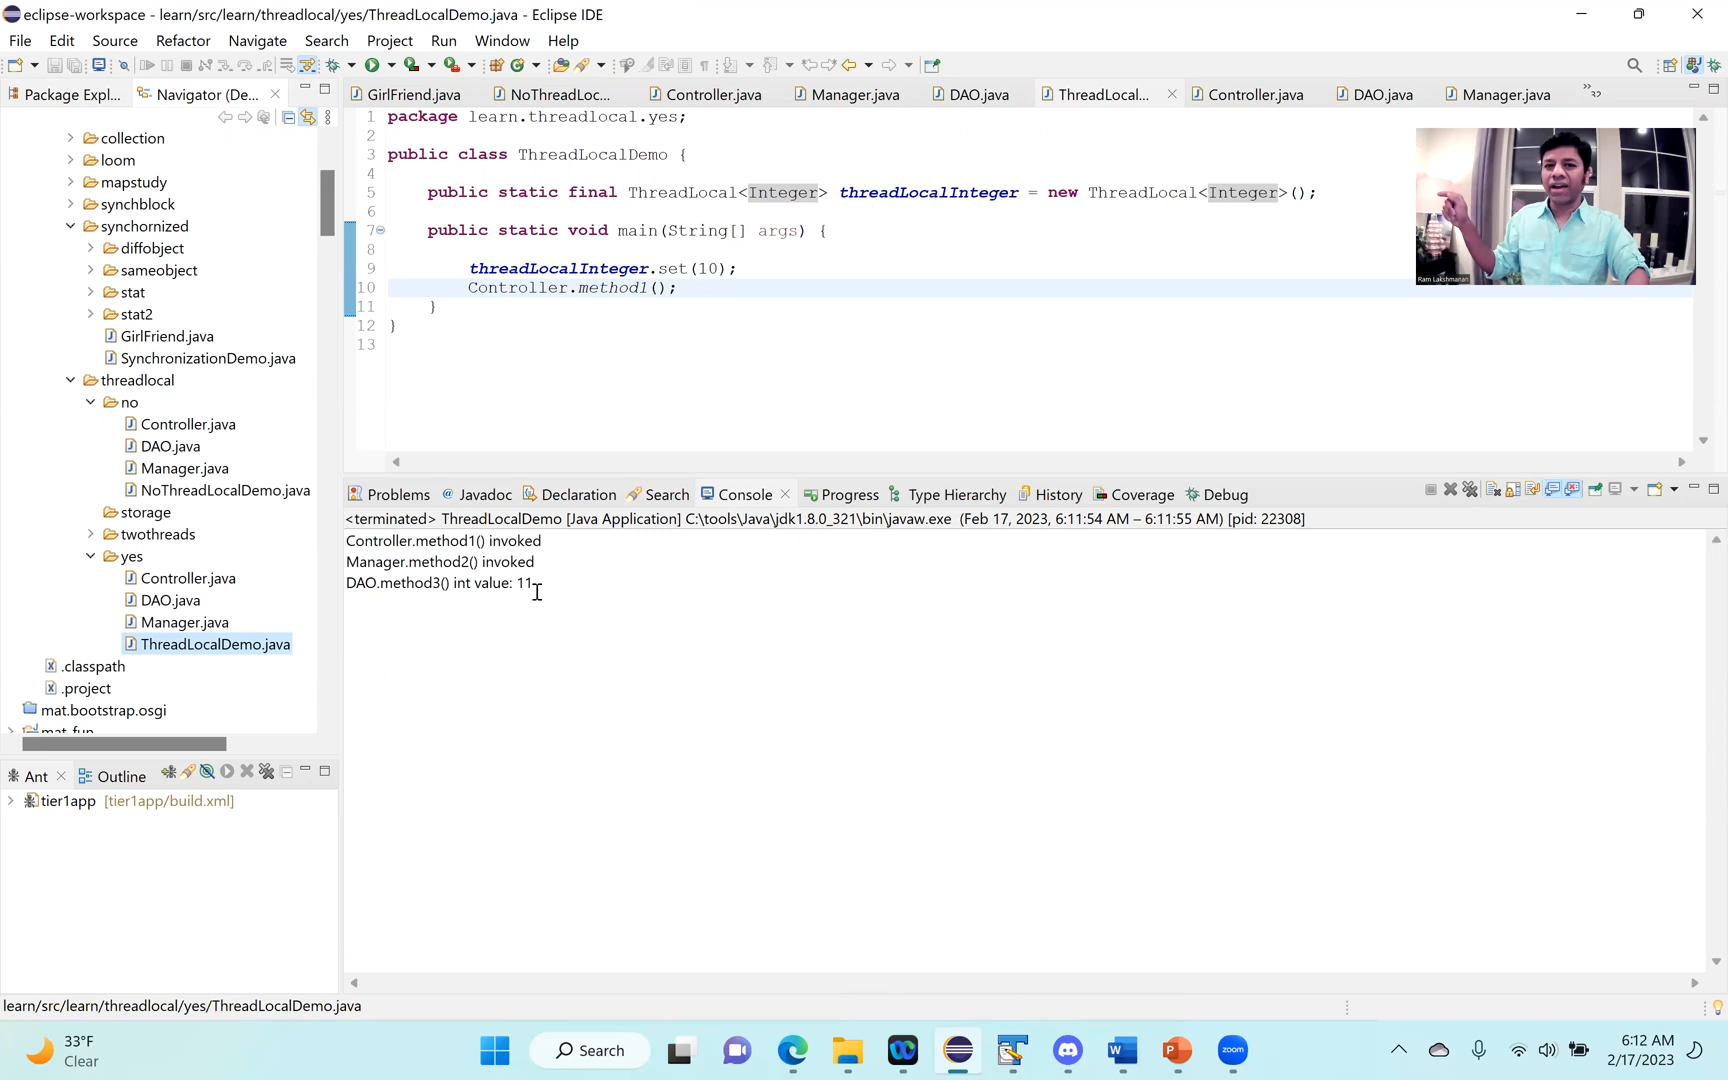 eclipse-workspace - learn/src/learn/threadlocal/yes/ThreadLocalDemo.java - Eclipse IDE
File Edit Source Refactor Navigate Search Project Run Window Help
Package Expl... Navigator (De...
GirlFriend.java NoThreadLoc... Controller.java Manager.java DAO.java ThreadLocal... Controller.java DAO.java Manager.java »32
collection
loom
mapstudy
synchblock
synchornized
diffobject
sameobject
stat
stat2
GirlFriend.java
SynchronizationDemo.java
threadlocal
no
Controller.java
DAO.java
Manager.java
NoThreadLocalDemo.java
storage
twothreads
yes
Controller.java
DAO.java
Manager.java
ThreadLocalDemo.java
.classpath
.project
mat.bootstrap.osgi
mat_fun
Ant Outline
tier1app [tier1app/build.xml]
1 package learn.threadlocal.yes;
2
3 public class ThreadLocalDemo {
4
5 public static final ThreadLocal<Integer> threadLocalInteger = new ThreadLocal<Integer>();
6
7 public static void main(String[] args) {
8
9 threadLocalInteger.set(10);
10 Controller.method1();
11 }
12 }
13
Ram Lakshmanan
Problems @ Javadoc Declaration Search Console Progress Type Hierarchy History Coverage Debug
<terminated> ThreadLocalDemo [Java Application] C:\tools\Java\jdk1.8.0_321\bin\javaw.exe (Feb 17, 2023, 6:11:54 AM – 6:11:55 AM) [pid: 22308]
Controller.method1() invoked
Manager.method2() invoked
DAO.method3() int value: 11
learn/src/learn/threadlocal/yes/ThreadLocalDemo.java
33°F
Clear
Search
zoom
6:12 AM
2/17/2023